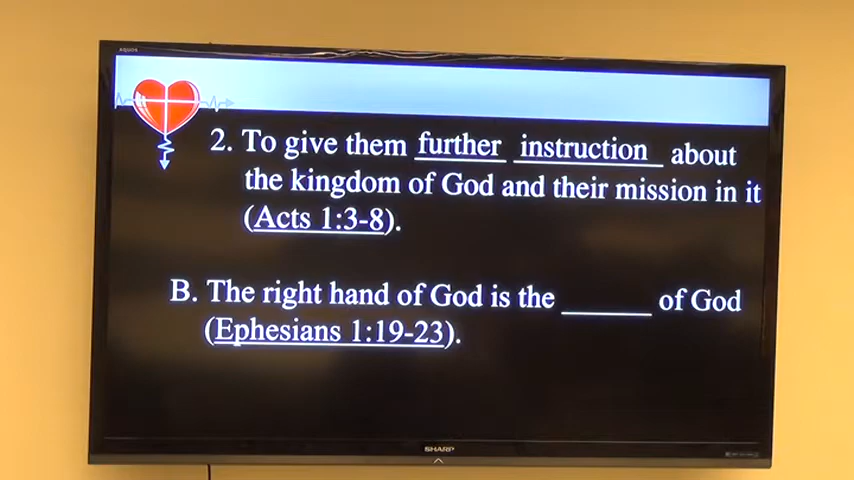 AQUOS
2. To give them further instruction about
the kingdom of God and their mission in it
(Acts 1:3-8).
B. The right hand of God is the ______ of God
(Ephesians 1:19-23).
SHARP